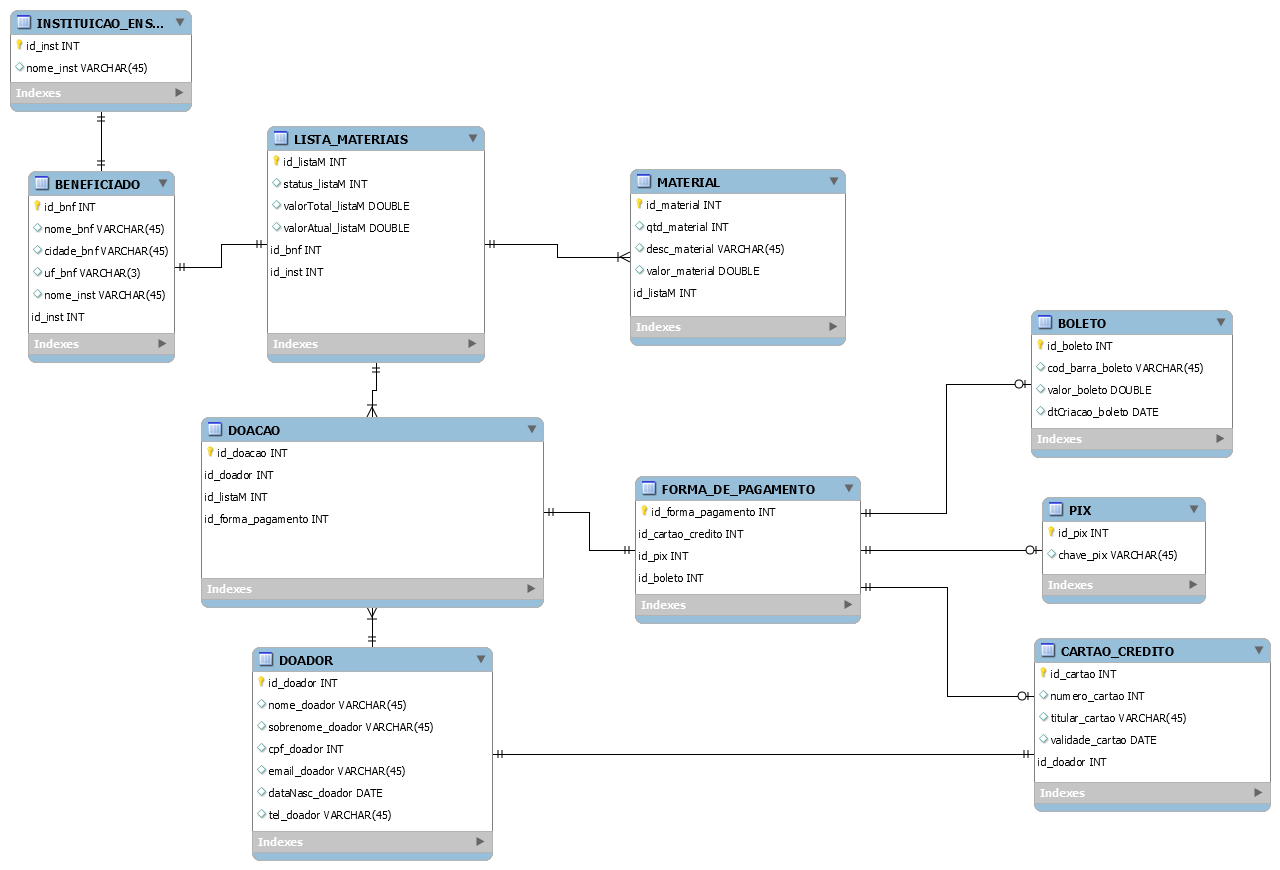 INSTITUICAO_ENS...
id_inst INT
nome_inst VARCHAR(45)
Indexes
BENEFICIADO
id_bnf INT
nome_bnf VARCHAR(45)
cidade_bnf VARCHAR(45)
uf_bnf VARCHAR(3)
nome_inst VARCHAR(45)
id_inst INT
Indexes
LISTA_MATERIAIS
id_listaM INT
status_listaM INT
valorTotal_listaM DOUBLE
valorAtual_listaM DOUBLE
id_bnf INT
id_inst INT
Indexes
MATERIAL
id_material INT
qtd_material INT
desc_material VARCHAR(45)
valor_material DOUBLE
id_listaM INT
Indexes
DOACAO
id_doacao INT
id_doador INT
id_listaM INT
id_forma_pagamento INT
Indexes
FORMA_DE_PAGAMENTO
id_forma_pagamento INT
id_cartao_credito INT
id_pix INT
id_boleto INT
Indexes
BOLETO
id_boleto INT
cod_barra_boleto VARCHAR(45)
valor_boleto DOUBLE
dtCriacao_boleto DATE
Indexes
PIX
id_pix INT
chave_pix VARCHAR(45)
Indexes
CARTAO_CREDITO
id_cartao INT
numero_cartao INT
titular_cartao VARCHAR(45)
validade_cartao DATE
id_doador INT
Indexes
DOADOR
id_doador INT
nome_doador VARCHAR(45)
sobrenome_doador VARCHAR(45)
cpf_doador INT
email_doador VARCHAR(45)
dataNasc_doador DATE
tel_doador VARCHAR(45)
Indexes